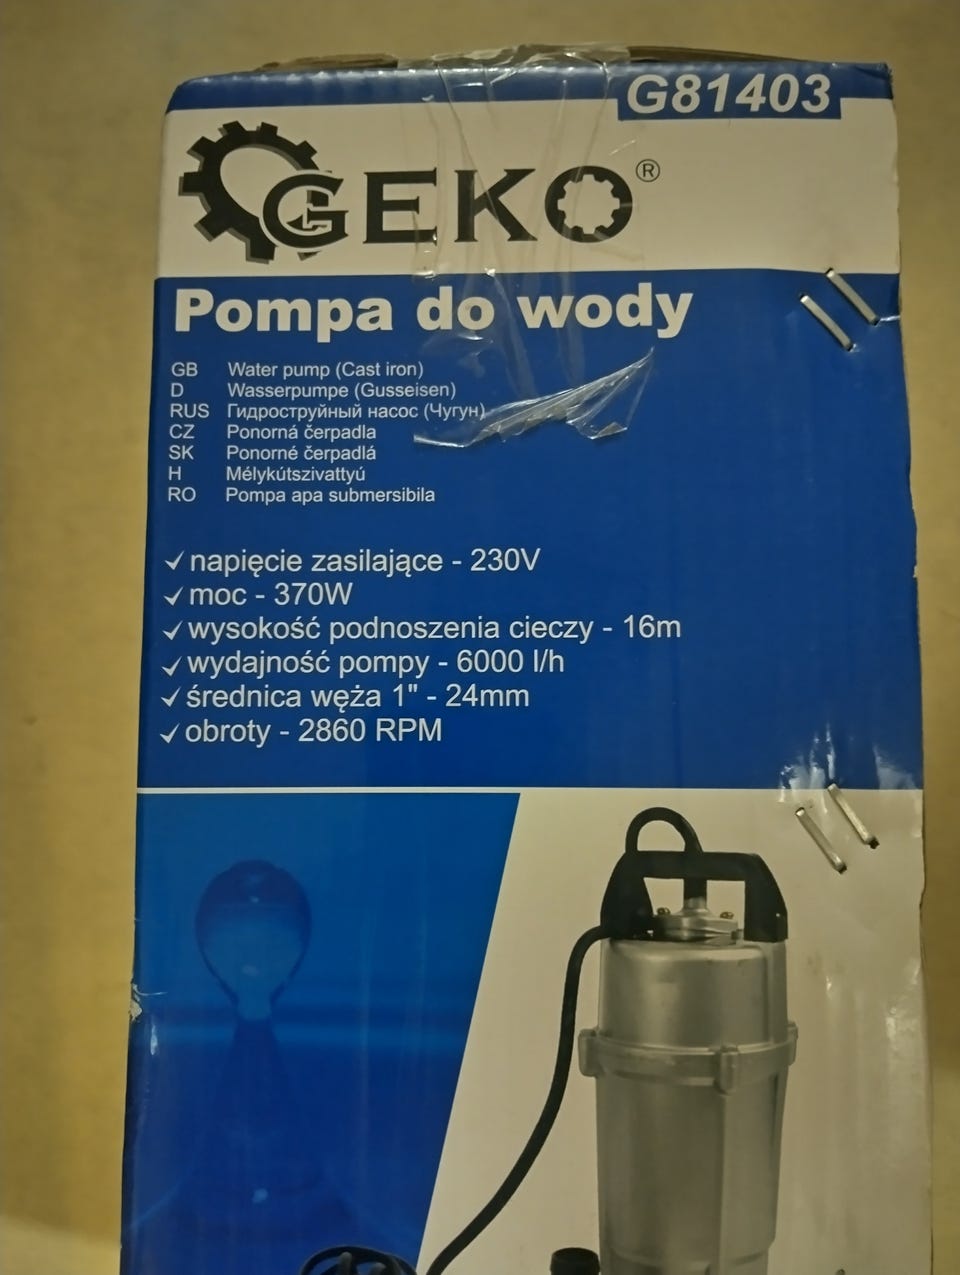 G81403
GEKO®
Pompa do wody
GB Water pump (Cast iron)
D Wasserpumpe (Gusseisen)
RUS Гидроструйный насос (Чугун)
CZ Ponorná čerpadla
SK Ponorné čerpadlá
H Mélykútszivattyú
RO Pompa apa submersibila
✓ napięcie zasilające - 230V
✓ moc - 370W
✓ wysokość podnoszenia cieczy - 16m
✓ wydajność pompy - 6000 l/h
✓ średnica węża 1" - 24mm
✓ obroty - 2860 RPM